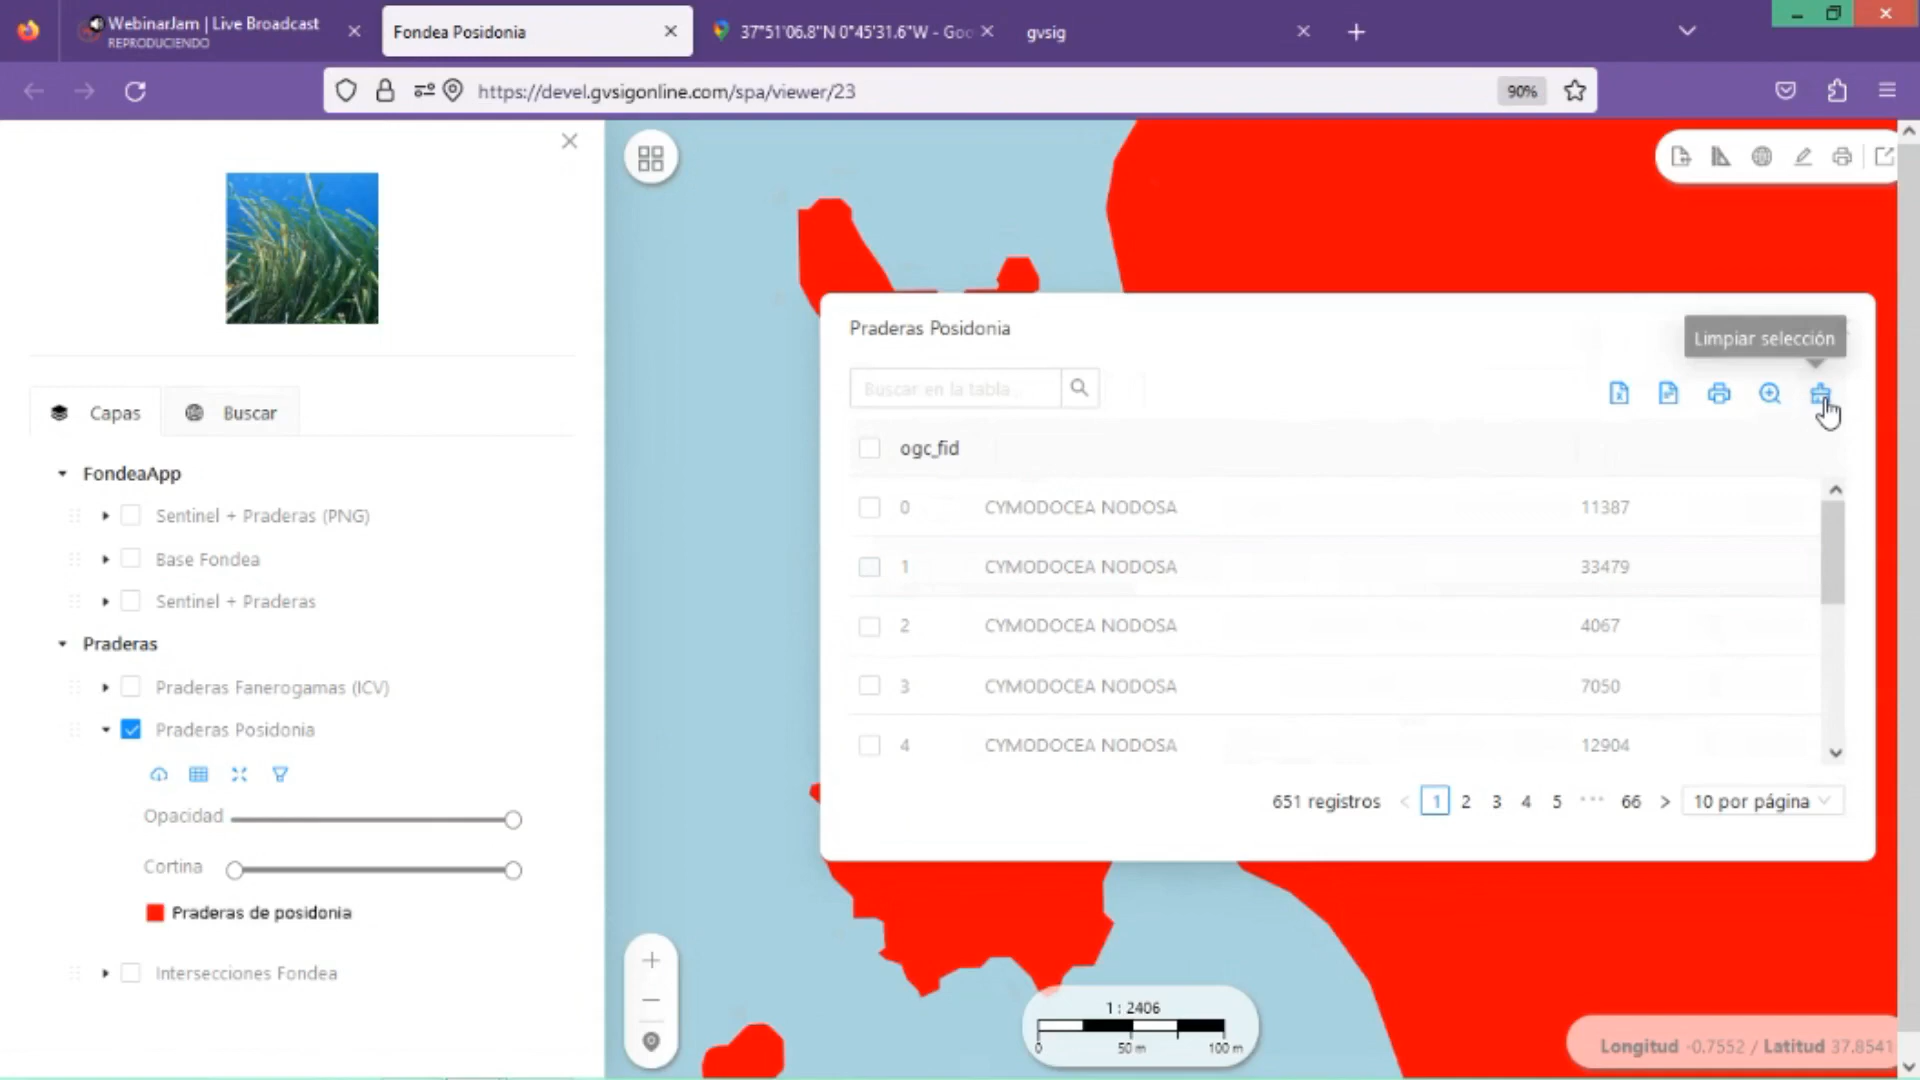 WebinarJam | Live Broadcast
REPRODUCIENDO
Fondea Posidonia
37°51'06.8"N 0°45'31.6"W - Goo
gvsig
https://devel.gvsigonline.com/spa/viewer/23
90%
Capas
Buscar
FondeaApp
Sentinel + Praderas (PNG)
Base Fondea
Sentinel + Praderas
Praderas
Praderas Fanerogamas (ICV)
Praderas Posidonia
Opacidad
Cortina
Praderas de posidonia
Intersecciones Fondea
Praderas Posidonia
Limpiar selección
Buscar en la tabla...
ogc_fid
0 CYMODOCEA NODOSA 11387
1 CYMODOCEA NODOSA 33479
2 CYMODOCEA NODOSA 4067
3 CYMODOCEA NODOSA 7050
4 CYMODOCEA NODOSA 12904
651 registros < 1 2 3 4 5 ••• 66 > 10 por página
1 : 2406
0 50 m 100 m
Longitud -0.7552 / Latitud 37.8541